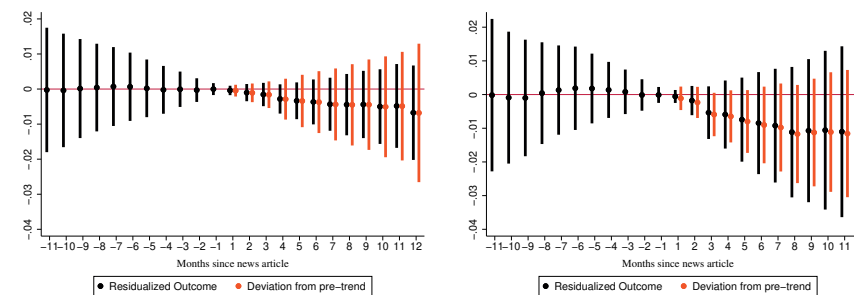 .02
.01
0
-.01
-.02
-.03
-.04
-11 -10 -9 -8 -7 -6 -5 -4 -3 -2 -1 1 2 3 4 5 6 7 8 9 10 11 12
Months since news article
Residualized Outcome Deviation from pre-trend
.02
.01
0
-.01
-.02
-.03
-.04
-11 -10 -9 -8 -7 -6 -5 -4 -3 -2 -1 1 2 3 4 5 6 7 8 9 10 11
Months since news article
Residualized Outcome Deviation from pre-trend